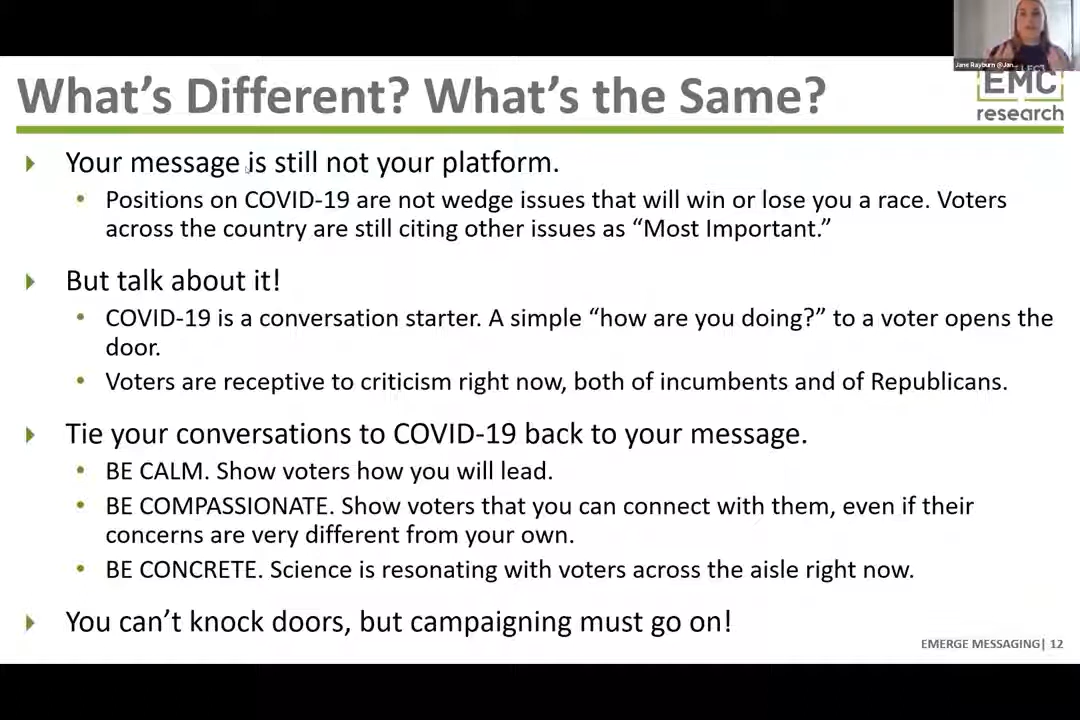 Jane Rayburn @Jan...
What's Different? What's the Same?
EMC
research
Your message is still not your platform.
Positions on COVID-19 are not wedge issues that will win or lose you a race. Voters
across the country are still citing other issues as “Most Important.”
But talk about it!
COVID-19 is a conversation starter. A simple “how are you doing?” to a voter opens the
door.
Voters are receptive to criticism right now, both of incumbents and of Republicans.
Tie your conversations to COVID-19 back to your message.
BE CALM. Show voters how you will lead.
BE COMPASSIONATE. Show voters that you can connect with them, even if their
concerns are very different from your own.
BE CONCRETE. Science is resonating with voters across the aisle right now.
You can't knock doors, but campaigning must go on!
EMERGE MESSAGING| 12